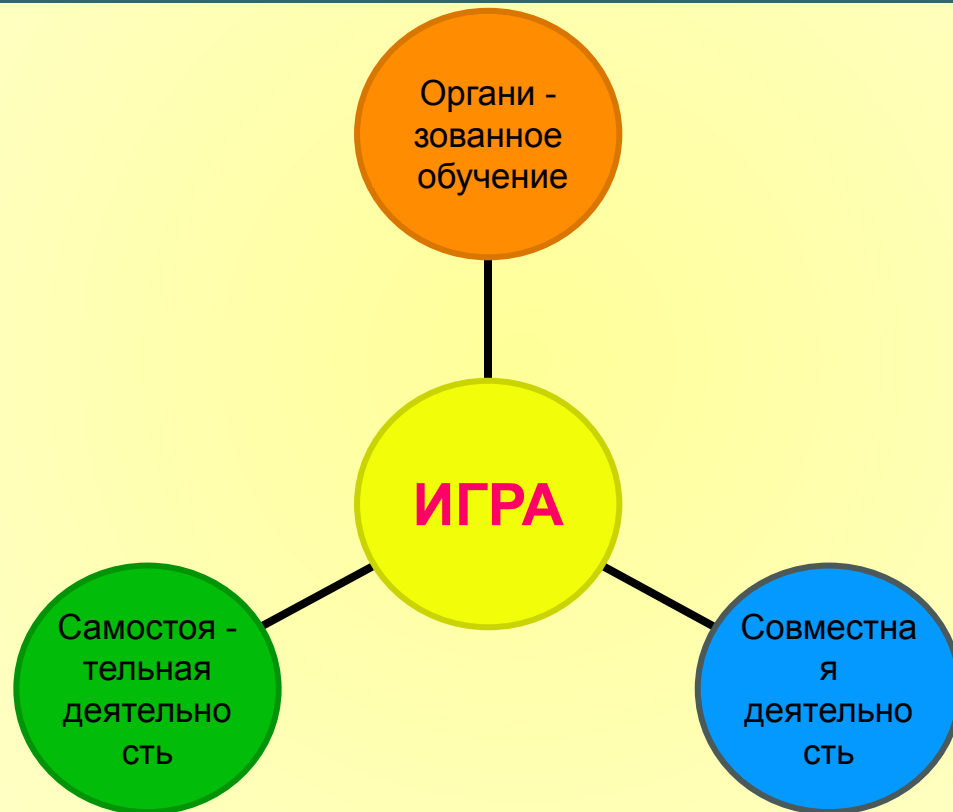 Органи -
зованное
обучение
ИГРА
Самостоя -
тельная
деятельно
сть
Совместна
я
деятельно
сть